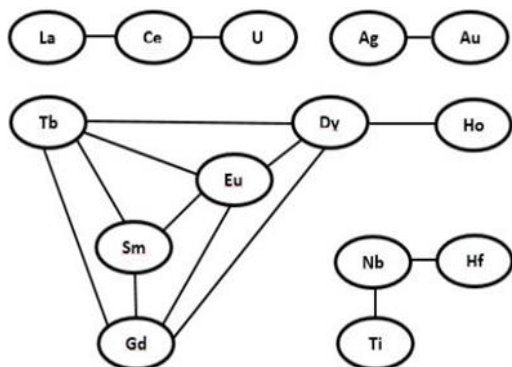 La Ce U Ag Au
Tb Dy Ho
Eu
Sm
Nb Hf
Gd Ti